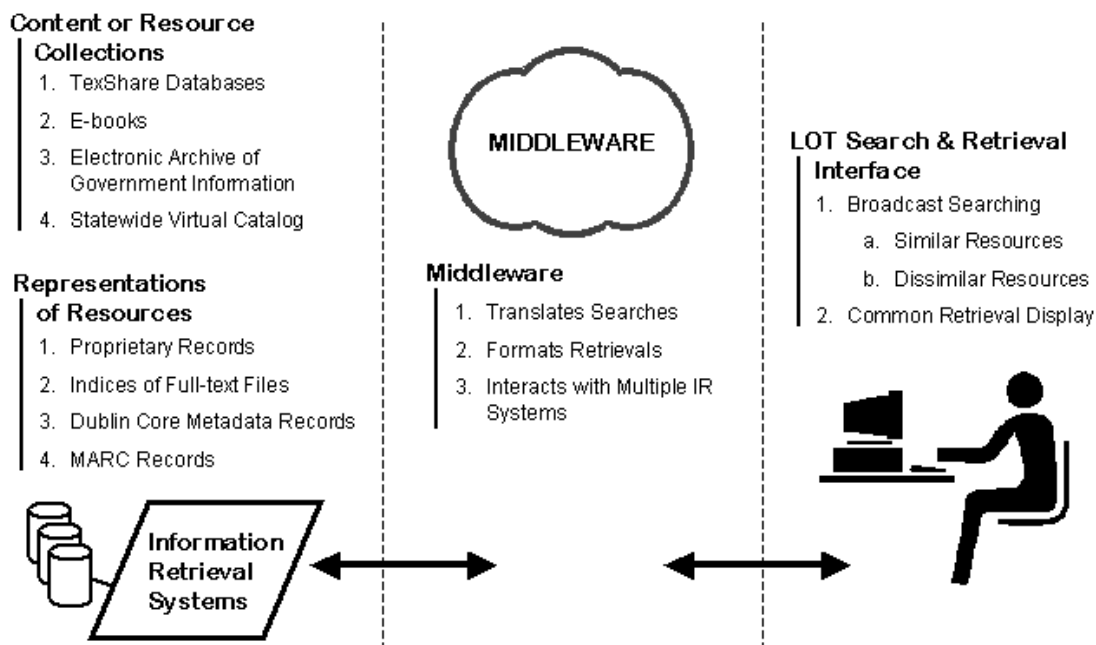 Content or Resource
Collections
1. TexShare Databases
2. E-books
3. Electronic Archive of
Government Information
4. Statewide Virtual Catalog
Representations
of Resources
1. Proprietary Records
2. Indices of Full-text Files
3. Dublin Core Metadata Records
4. MARC Records
Information
Retrieval
Systems
MIDDLEWARE
Middleware
1. Translates Searches
2. Formats Retrievals
3. Interacts with Multiple IR
Systems
LOT Search & Retrieval
Interface
1. Broadcast Searching
a. Similar Resources
b. Dissimilar Resources
2. Common Retrieval Display